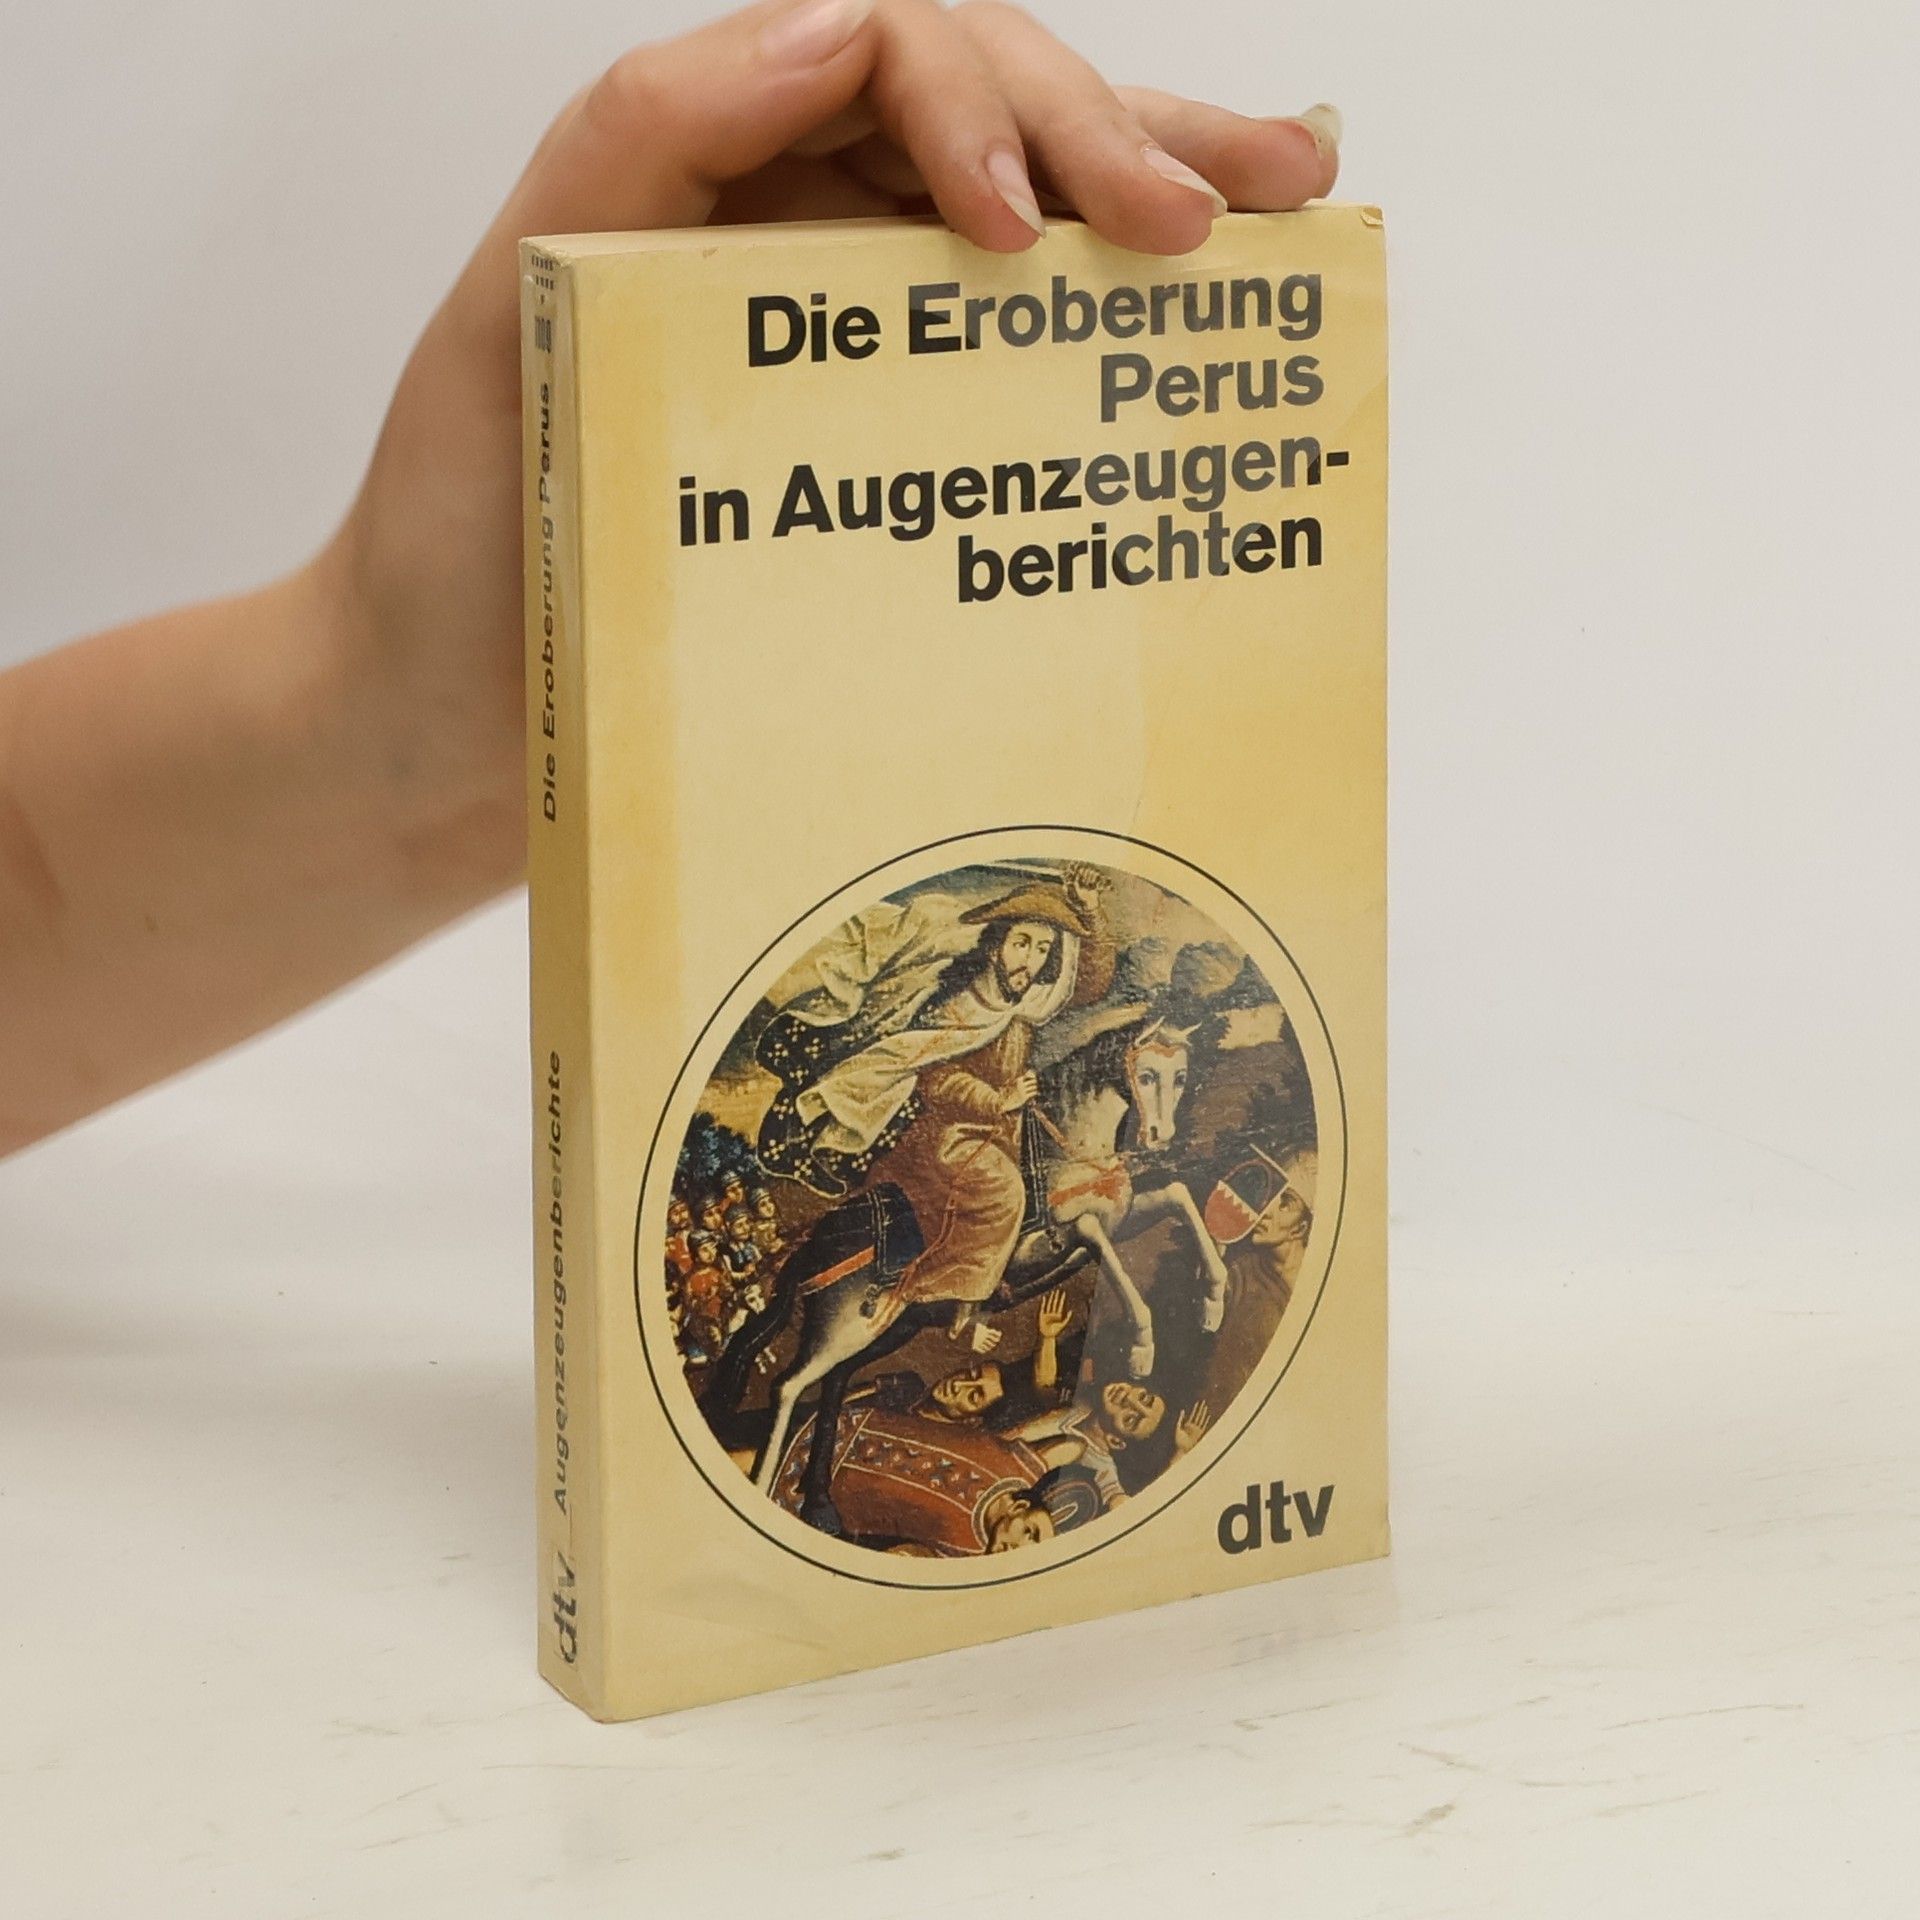 Die Eroberung
Perus
in Augenzeugen-
berichten
dtv
Die Eroberung Perus
Augenzeugenberichte
dtv